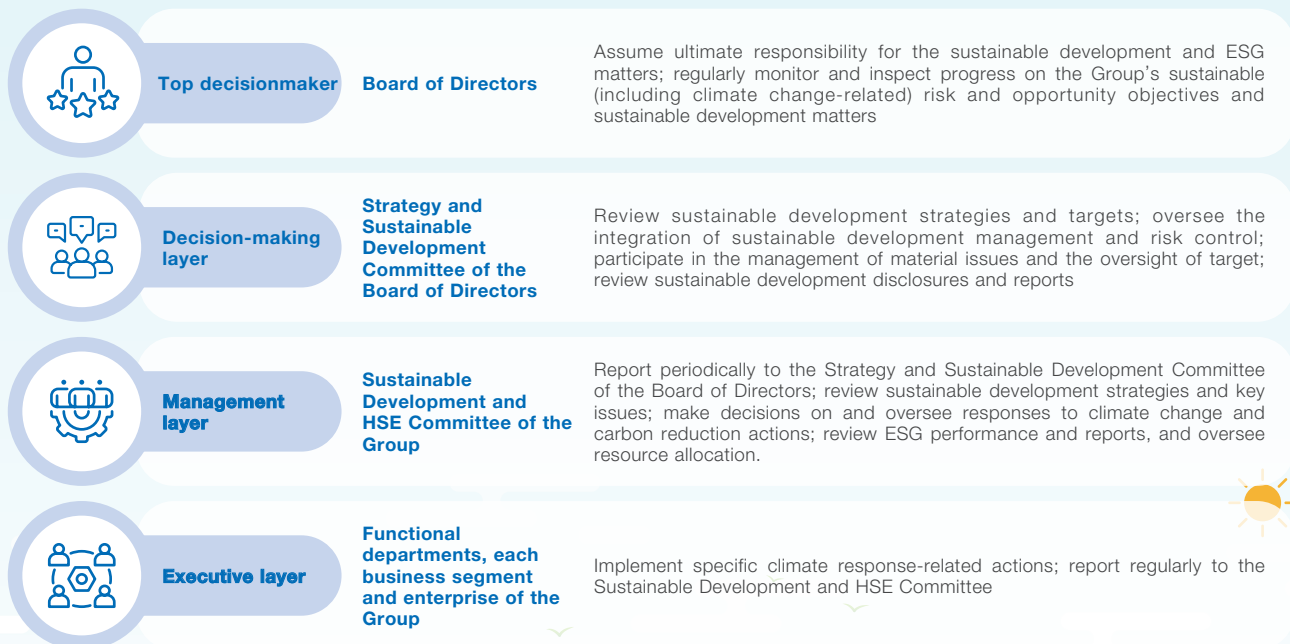 Top decisionmaker
Board of Directors
Assume ultimate responsibility for the sustainable development and ESG
matters; regularly monitor and inspect progress on the Group's sustainable
(including climate change-related) risk and opportunity objectives and
sustainable development matters
Decision-making
layer
Strategy and
Sustainable
Development
Committee of the
Board of Directors
Review sustainable development strategies and targets; oversee the
integration of sustainable development management and risk control;
participate in the management of material issues and the oversight of target;
review sustainable development disclosures and reports
Management
layer
Sustainable
Development and
HSE Committee of the
Group
Report periodically to the Strategy and Sustainable Development Committee
of the Board of Directors; review sustainable development strategies and key
issues; make decisions on and oversee responses to climate change and
carbon reduction actions; review ESG performance and reports, and oversee
resource allocation.
Executive layer
Functional
departments, each
business segment
and enterprise of the
Group
Implement specific climate response-related actions; report regularly to the
Sustainable Development and HSE Committee